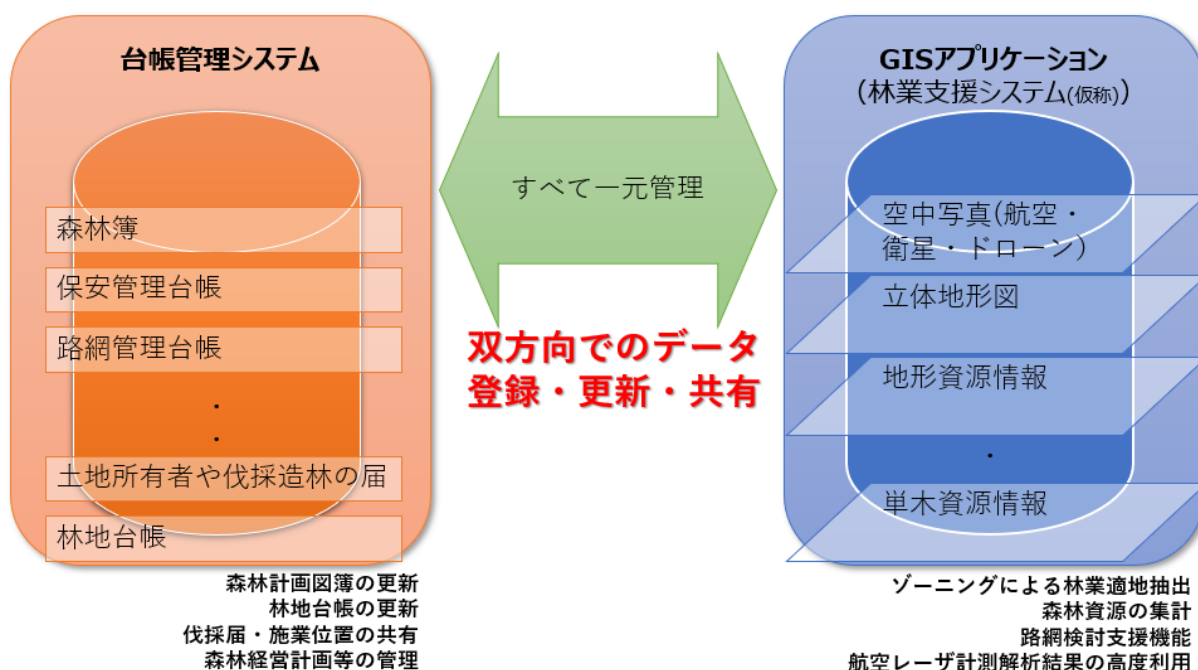 台帳管理システム
森林簿
保安管理台帳
路網管理台帳
・
・
土地所有者や伐採造林の届
林地台帳
森林計画図簿の更新
林地台帳の更新
伐採届・施業位置の共有
森林経営計画等の管理
すべて一元管理
双方向でのデータ
登録・更新・共有
GISアプリケーション
（林業支援システム(仮称)）
空中写真(航空・
衛星・ドローン）
立体地形図
地形資源情報
・
単木資源情報
ゾーニングによる林業適地抽出
森林資源の集計
路網検討支援機能
航空レーザ計測解析結果の高度利用